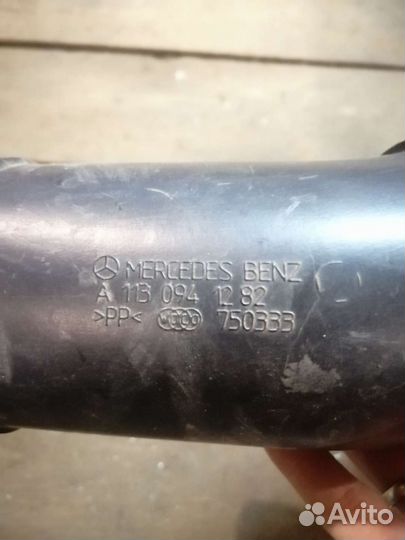 MERCEDES BENZ
A 113 094 12 82
>PP< 750333
Avito